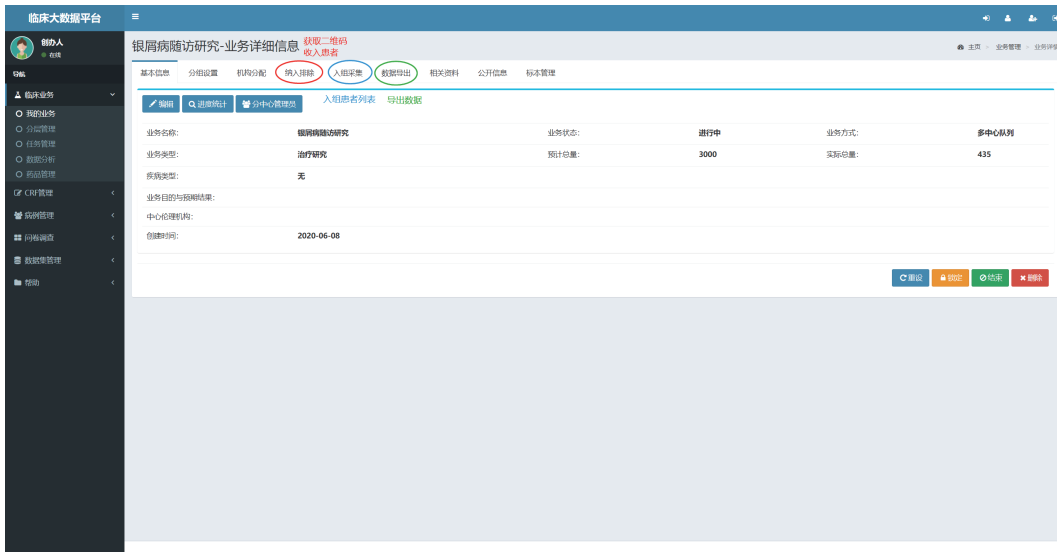 临床大数据平台
创办人
在线
导航
临床业务
我的业务
分层管理
任务管理
数据分析
药品管理
CRF管理
病例管理
问卷调查
数据集管理
帮助
银屑病随访研究-业务详细信息
获取二维码
收入患者
主页 > 业务管理 > 业务详细
基本信息 分组设置 机构分配 纳入排除 入组采集 数据导出 相关资料 公开信息 标本管理
编辑 进度统计 分中心管理员 入组患者列表 导出数据
业务名称: 银屑病随访研究 业务状态: 进行中 业务方式: 多中心队列
业务类型: 治疗研究 预计总量: 3000 实际总量: 435
疾病类型: 无
业务目的与预期结果:
中心伦理机构:
创建时间: 2020-06-08
重设 锁定 结束 删除